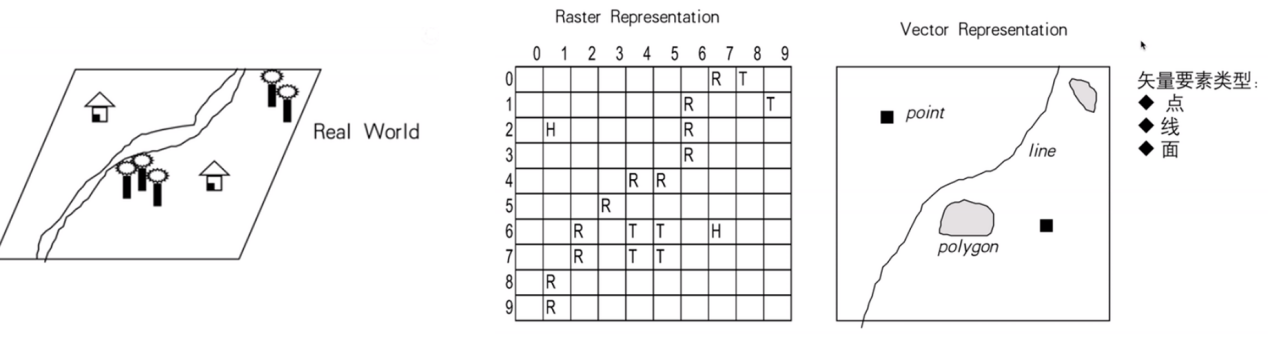 Real World
Raster Representation
0 1 2 3 4 5 6 7 8 9
0 R T
1 R T
2 H R
3 R
4 R R
5 R
6 R T T H
7 R T T
8 R
9 R
Vector Representation
point
line
polygon
矢量要素类型:
◆ 点
◆ 线
◆ 面